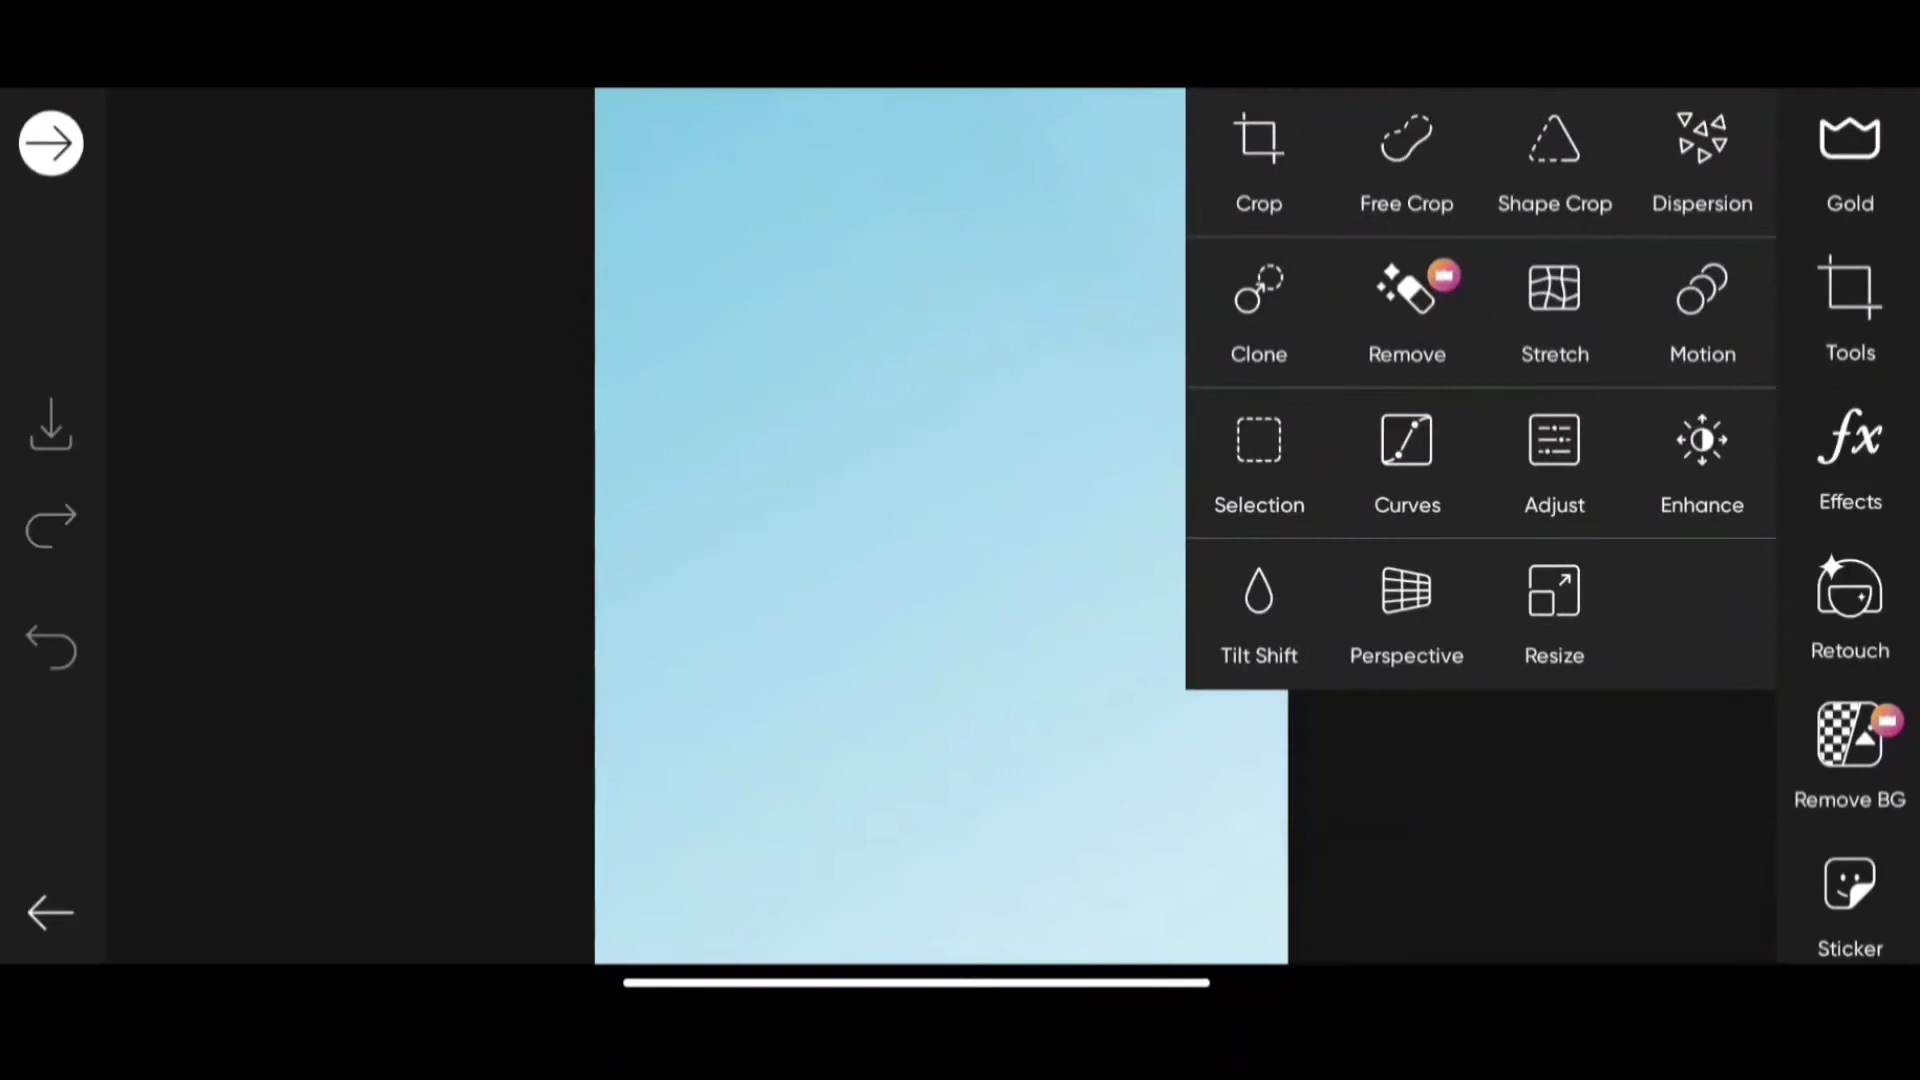 Crop Free Crop Shape Crop Dispersion
Clone Remove Stretch Motion
Selection Curves Adjust Enhance
Tilt Shift Perspective Resize
Gold
Tools
fx
Effects
Retouch
Remove BG
Sticker